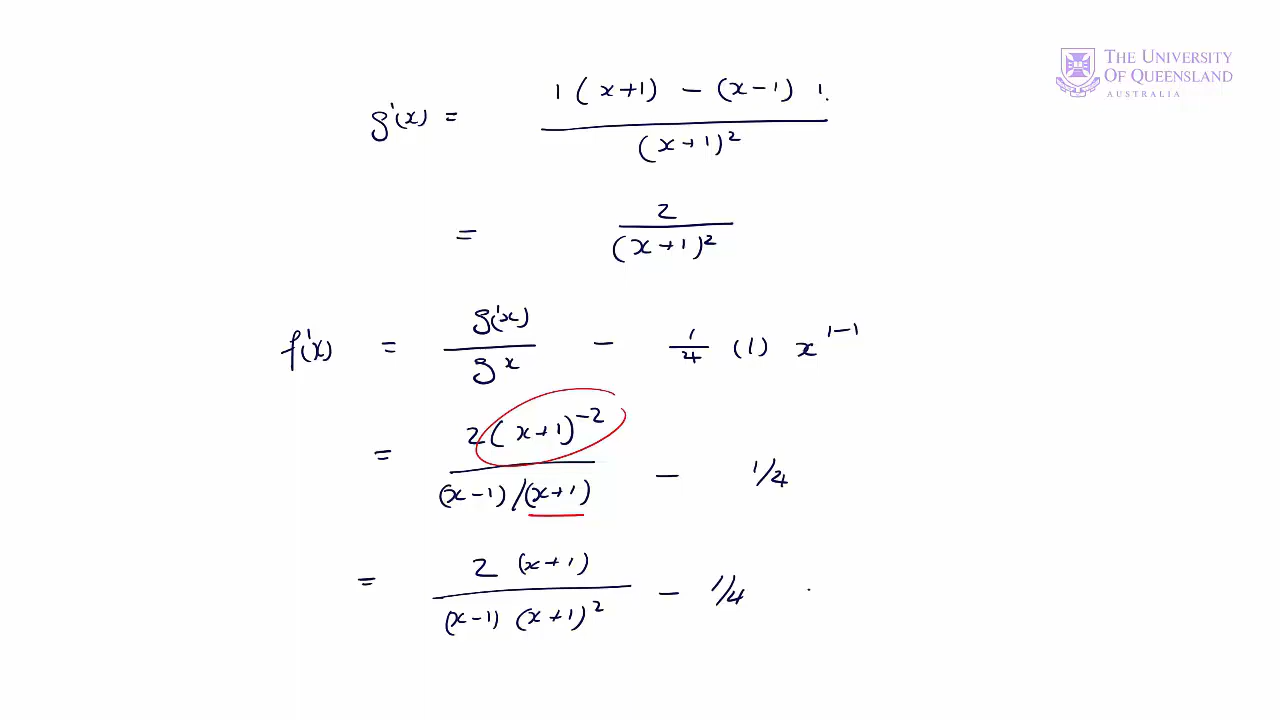 THE UNIVERSITY
OF QUEENSLAND
AUSTRALIA
g'(x) = 1 (x+1) - (x-1) 1. / (x+1)²
= 2 / (x+1)²
f'(x) = g'(x) / g x - 1/4 (1) x^(1-1)
= 2(x+1)^-2 / (x-1)/(x+1) - 1/4
= 2 (x+1) / (x-1) (x+1)² - 1/4